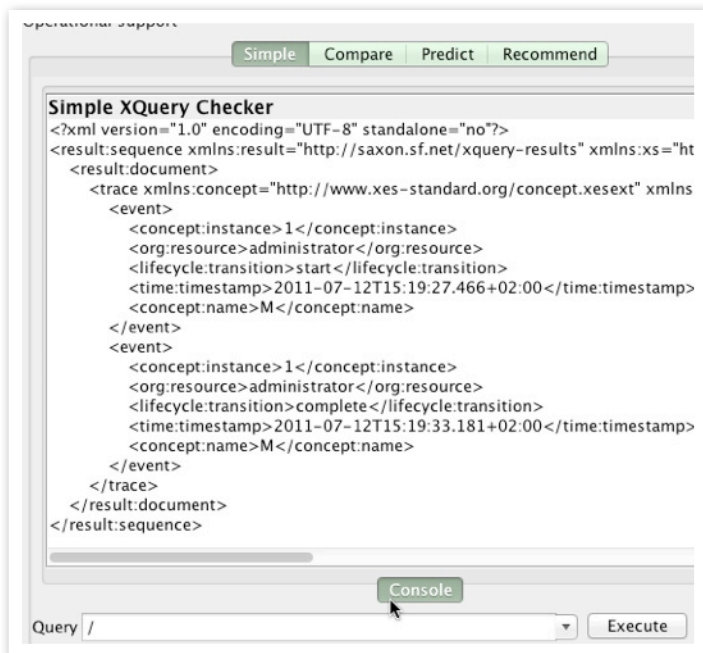 Operational support
Simple Compare Predict Recommend
Simple XQuery Checker
<?xml version="1.0" encoding="UTF-8" standalone="no"?>
<result:sequence xmlns:result="http://saxon.sf.net/xquery-results" xmlns:xs="ht
<result:document>
<trace xmlns:concept="http://www.xes-standard.org/concept.xesext" xmlns
<event>
<concept:instance>1</concept:instance>
<org:resource>administrator</org:resource>
<lifecycle:transition>start</lifecycle:transition>
<time:timestamp>2011-07-12T15:19:27.466+02:00</time:timestamp>
<concept:name>M</concept:name>
</event>
<event>
<concept:instance>1</concept:instance>
<org:resource>administrator</org:resource>
<lifecycle:transition>complete</lifecycle:transition>
<time:timestamp>2011-07-12T15:19:33.181+02:00</time:timestamp>
<concept:name>M</concept:name>
</event>
</trace>
</result:document>
</result:sequence>
Console
Query / Execute